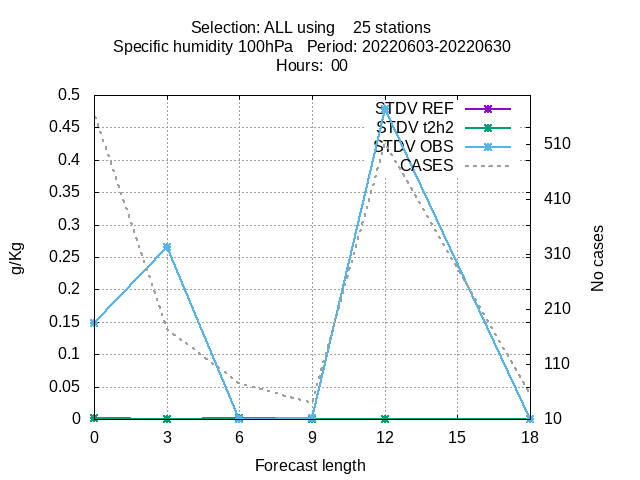 Selection: ALL using    25 stations
Specific humidity 100hPa   Period: 20220603-20220630
Hours:  00
STDV REF
STDV t2h2
STDV OBS
CASES
0.5
0.45
0.4
0.35
0.3
0.25
0.2
0.15
0.1
0.05
0
510
410
310
210
110
10
g/Kg
No cases
0 3 6 9 12 15 18
Forecast length